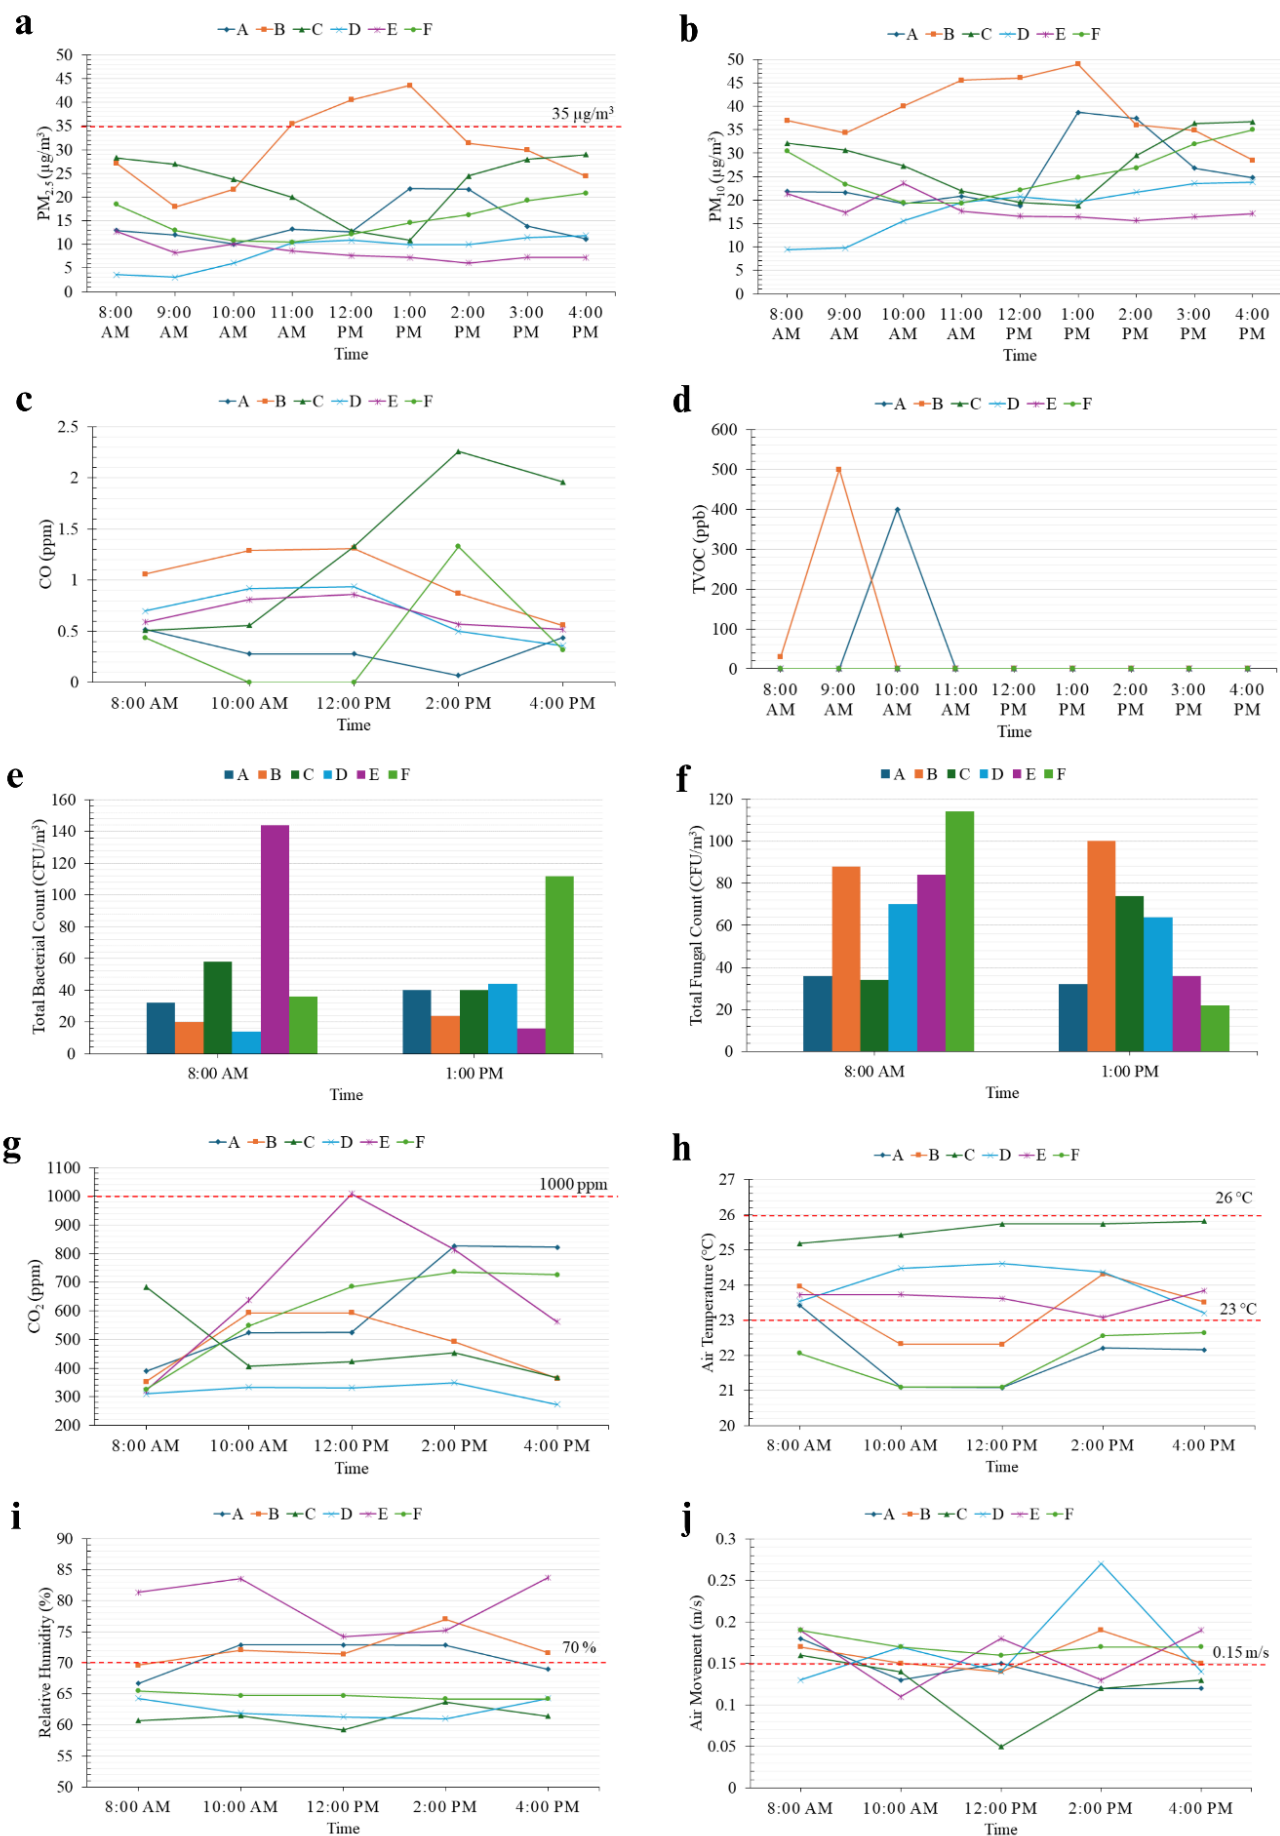 a
A B C D E F
50
45
40
35
30
25
20
15
10
5
0
PM2.5 (µg/m³)
35 µg/m³
8:00 AM 9:00 AM 10:00 AM 11:00 AM 12:00 PM 1:00 PM 2:00 PM 3:00 PM 4:00 PM
Time
b
A B C D E F
50
45
40
35
30
25
20
15
10
5
0
PM10 (µg/m³)
8:00 AM 9:00 AM 10:00 AM 11:00 AM 12:00 PM 1:00 PM 2:00 PM 3:00 PM 4:00 PM
Time
c
A B C D E F
2.5
2
1.5
1
0.5
0
CO (ppm)
8:00 AM 10:00 AM 12:00 PM 2:00 PM 4:00 PM
Time
d
A B C D E F
600
500
400
300
200
100
0
TVOC (ppb)
8:00 AM 9:00 AM 10:00 AM 11:00 AM 12:00 PM 1:00 PM 2:00 PM 3:00 PM 4:00 PM
Time
e
A B C D E F
160
140
120
100
80
60
40
20
0
Total Bacterial Count (CFU/m³)
8:00 AM 1:00 PM
Time
f
A B C D E F
120
100
80
60
40
20
0
Total Fungal Count (CFU/m³)
8:00 AM 1:00 PM
Time
g
A B C D E F
1100
1000
900
800
700
600
500
400
300
200
CO2 (ppm)
1000 ppm
8:00 AM 10:00 AM 12:00 PM 2:00 PM 4:00 PM
Time
h
A B C D E F
27
26
25
24
23
22
21
20
Air Temperature (°C)
26 °C
23 °C
8:00 AM 10:00 AM 12:00 PM 2:00 PM 4:00 PM
Time
i
A B C D E F
90
85
80
75
70
65
60
55
50
Relative Humidity (%)
70 %
8:00 AM 10:00 AM 12:00 PM 2:00 PM 4:00 PM
Time
j
A B C D E F
0.3
0.25
0.2
0.15
0.1
0.05
0
Air Movement (m/s)
0.15 m/s
8:00 AM 10:00 AM 12:00 PM 2:00 PM 4:00 PM
Time